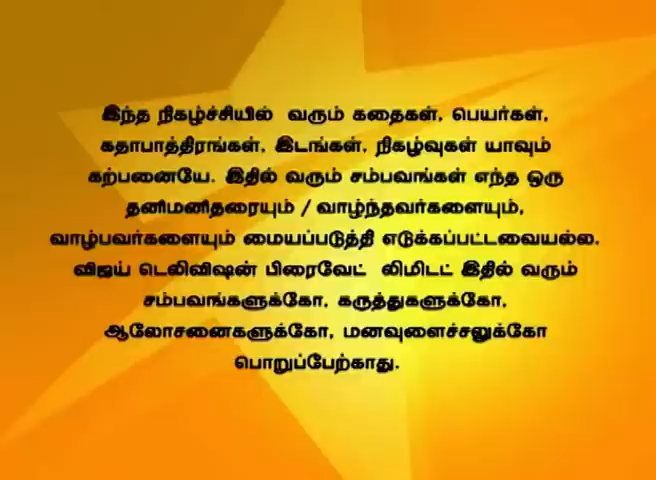 இந்த நிகழ்ச்சியில் வரும் கதைகள், பெயர்கள்,
கதாபாத்திரங்கள், இடங்கள், நிகழ்வுகள் யாவும்
கற்பனையே. இதில் வரும் சம்பவங்கள் எந்த ஒரு
தனிமனிதரையும் / வாழ்ந்தவர்களையும்,
வாழ்பவர்களையும் மையப்படுத்தி எடுக்கப்பட்டவையல்ல.
விஜய் டெலிவிஷன் பிரைவேட் லிமிடட் இதில் வரும்
சம்பவங்களுக்கோ, கருத்துகளுக்கோ,
ஆலோசனைகளுக்கோ, மனவுளைச்சலுக்கோ
பொறுப்பேற்காது.